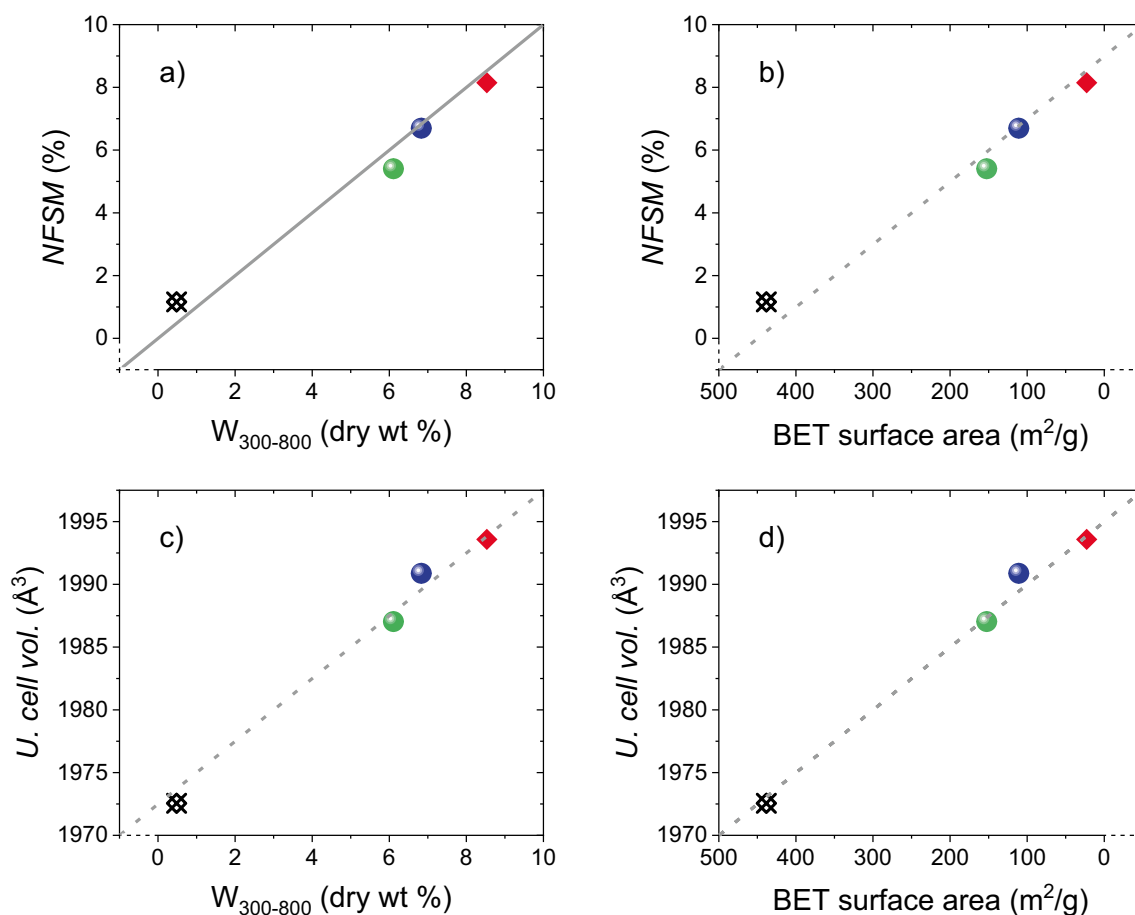 a)
10
8
6
4
2
0
NFSM (%)
0 2 4 6 8 10
W300-800 (dry wt %)
b)
10
8
6
4
2
0
NFSM (%)
500 400 300 200 100 0
BET surface area (m²/g)
c)
1995
1990
1985
1980
1975
1970
U. cell vol. (Å³)
0 2 4 6 8 10
W300-800 (dry wt %)
d)
1995
1990
1985
1980
1975
1970
U. cell vol. (Å³)
500 400 300 200 100 0
BET surface area (m²/g)